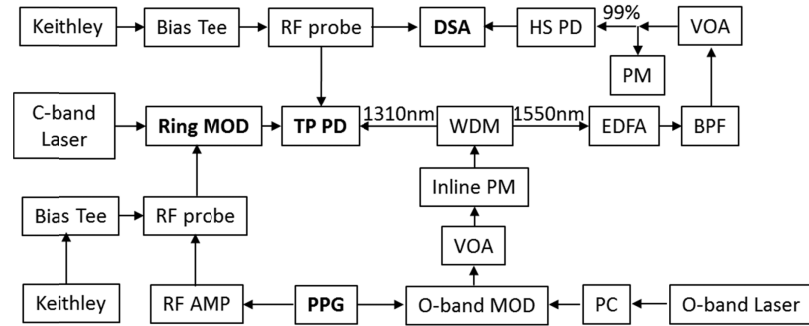 Keithley
Bias Tee
RF probe
DSA
HS PD
99%
VOA
PM
C-band
Laser
Ring MOD
TP PD
1310nm
WDM
1550nm
EDFA
BPF
Inline PM
Bias Tee
RF probe
VOA
Keithley
RF AMP
PPG
O-band MOD
PC
O-band Laser